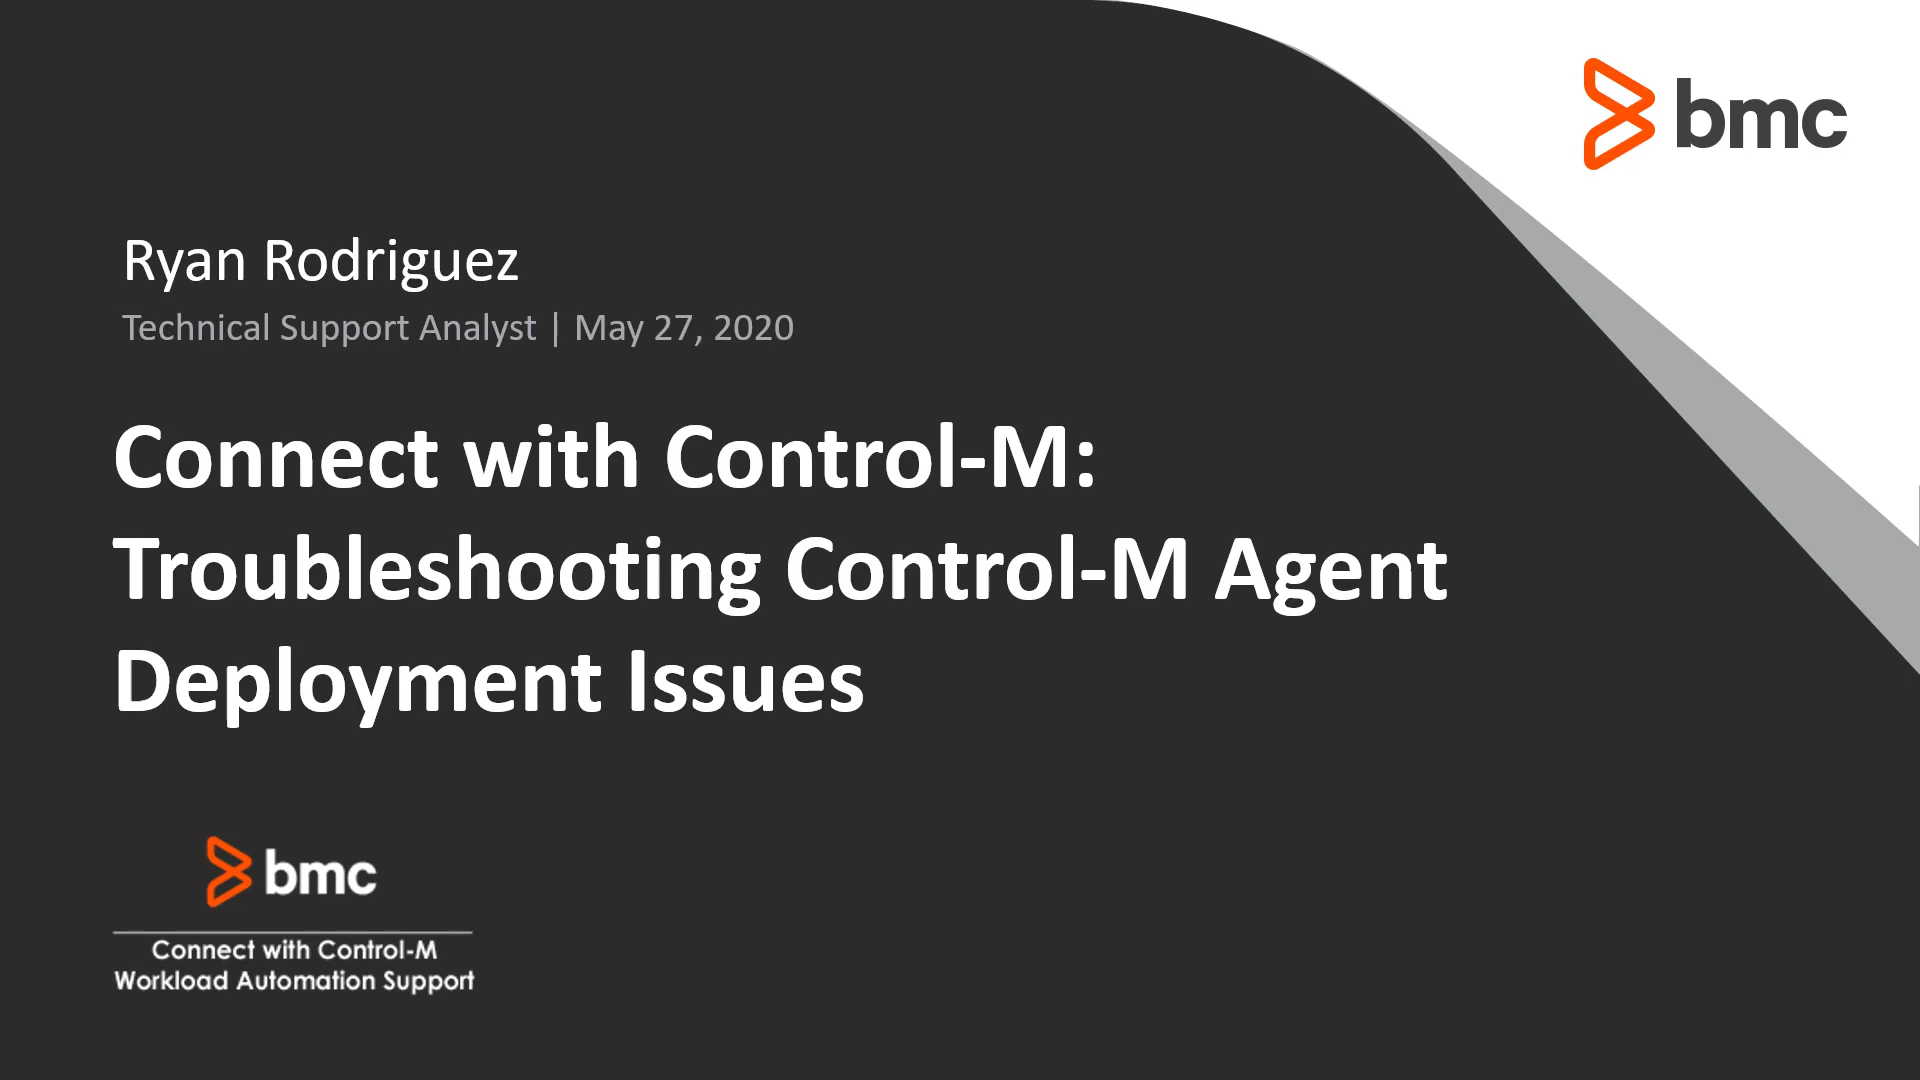 bmc
Ryan Rodriguez
Technical Support Analyst | May 27, 2020
Connect with Control-M:
Troubleshooting Control-M Agent
Deployment Issues
bmc
Connect with Control-M
Workload Automation Support